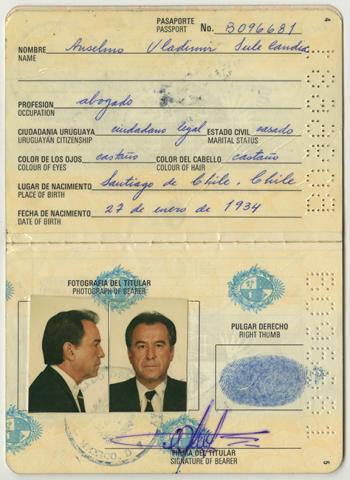 PASAPORTE
PASSPORT No. B096681
4
NOMBRE Anselmo Vladimir Sule Candia
NAME
PROFESION abogado
OCCUPATION
CIUDADANIA URUGUAYA ciudadano legal ESTADO CIVIL casado
URUGUAYAN CITIZENSHIP MARITAL STATUS
COLOR DE LOS OJOS castaño COLOR DEL CABELLO castaño
COLOUR OF EYES COLOUR OF HAIR
LUGAR DE NACIMIENTO Santiago de Chile. Chile
PLACE OF BIRTH
FECHA DE NACIMIENTO 27 de enero de 1934
DATE OF BIRTH
FOTOGRAFIA DEL TITULAR
PHOTOGRAPH OF BEARER
PULGAR DERECHO
RIGHT THUMB
MEXICO, D.
FIRMA DEL TITULAR
SIGNATURE OF BEARER
5